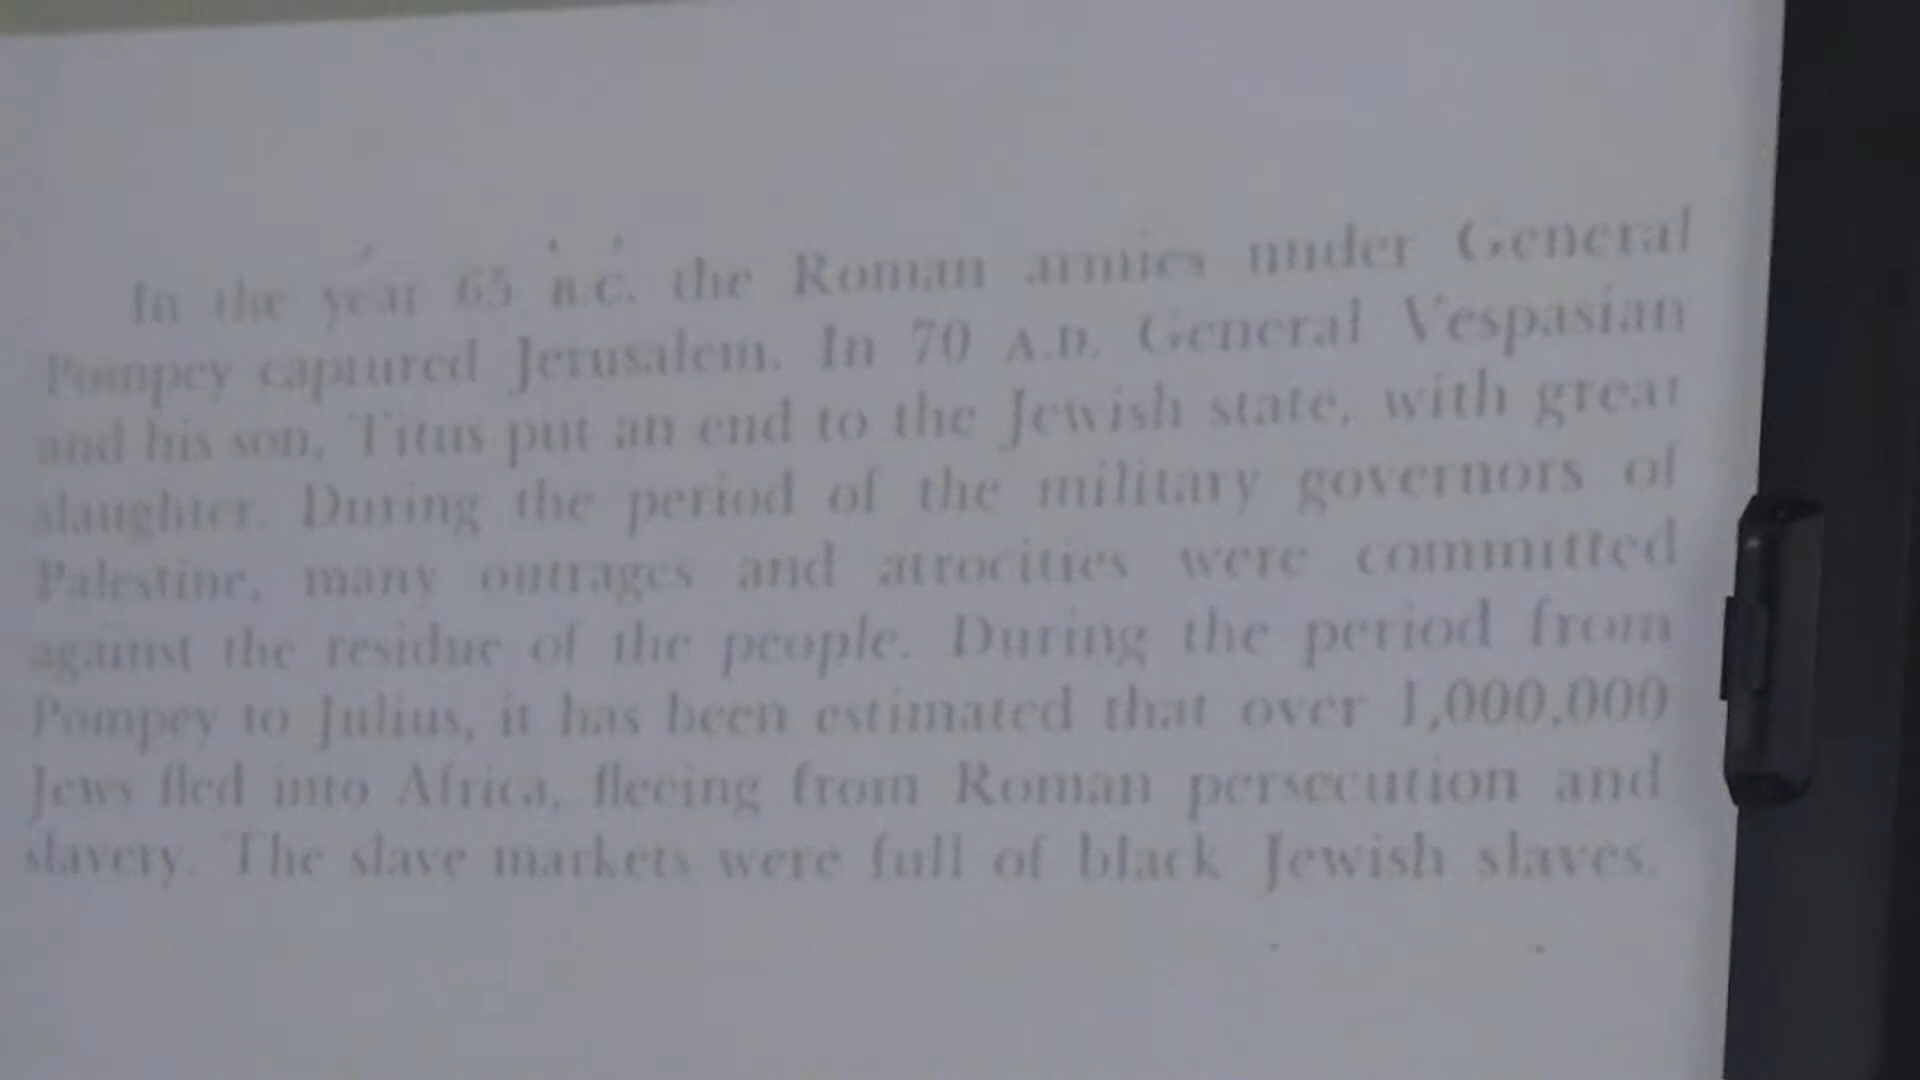 In the year 65 B.C. the Roman armies under General
Pompey captured Jerusalem. In 70 A.D. General Vespasian
and his son, Titus put an end to the Jewish state, with great
slaughter. During the period of the military governors of
Palestine, many outrages and atrocities were committed
against the residue of the people. During the period from
Pompey to Julius, it has been estimated that over 1,000,000
Jews fled into Africa, fleeing from Roman persecution and
slavery. The slave markets were full of black Jewish slaves.